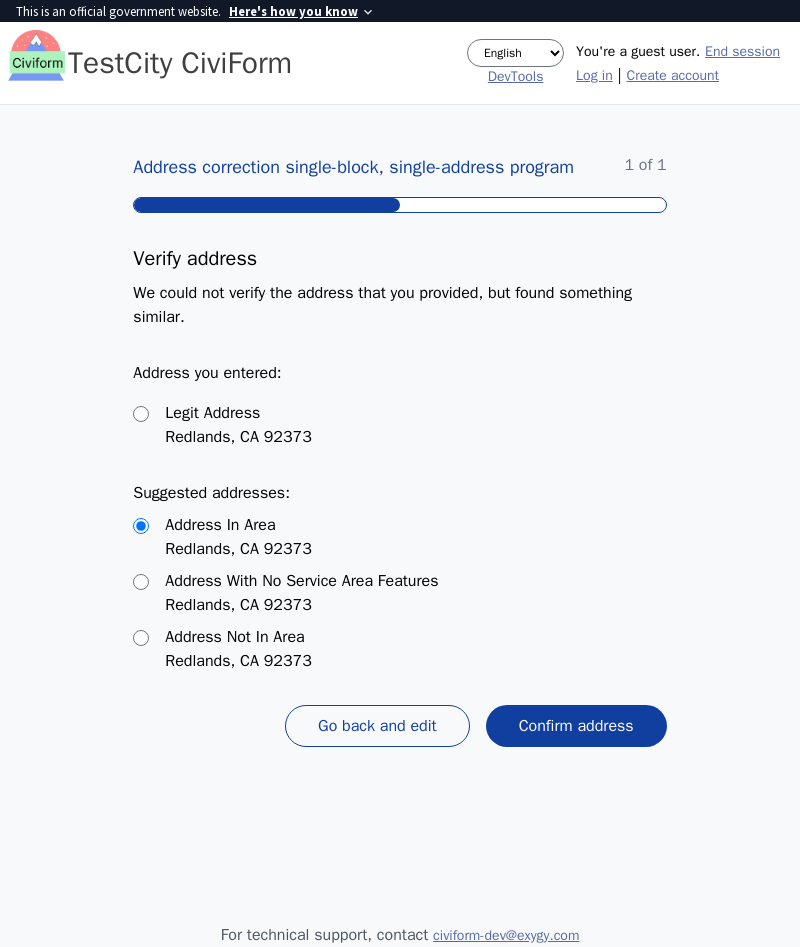 This is an official government website. Here's how you know
Civiform
TestCity CiviForm
English
DevTools
You're a guest user. End session
Log in | Create account
Address correction single-block, single-address program
1 of 1
Verify address
We could not verify the address that you provided, but found something
similar.
Address you entered:
Legit Address
Redlands, CA 92373
Suggested addresses:
Address In Area
Redlands, CA 92373
Address With No Service Area Features
Redlands, CA 92373
Address Not In Area
Redlands, CA 92373
Go back and edit
Confirm address
For technical support, contact civiform-dev@exygy.com